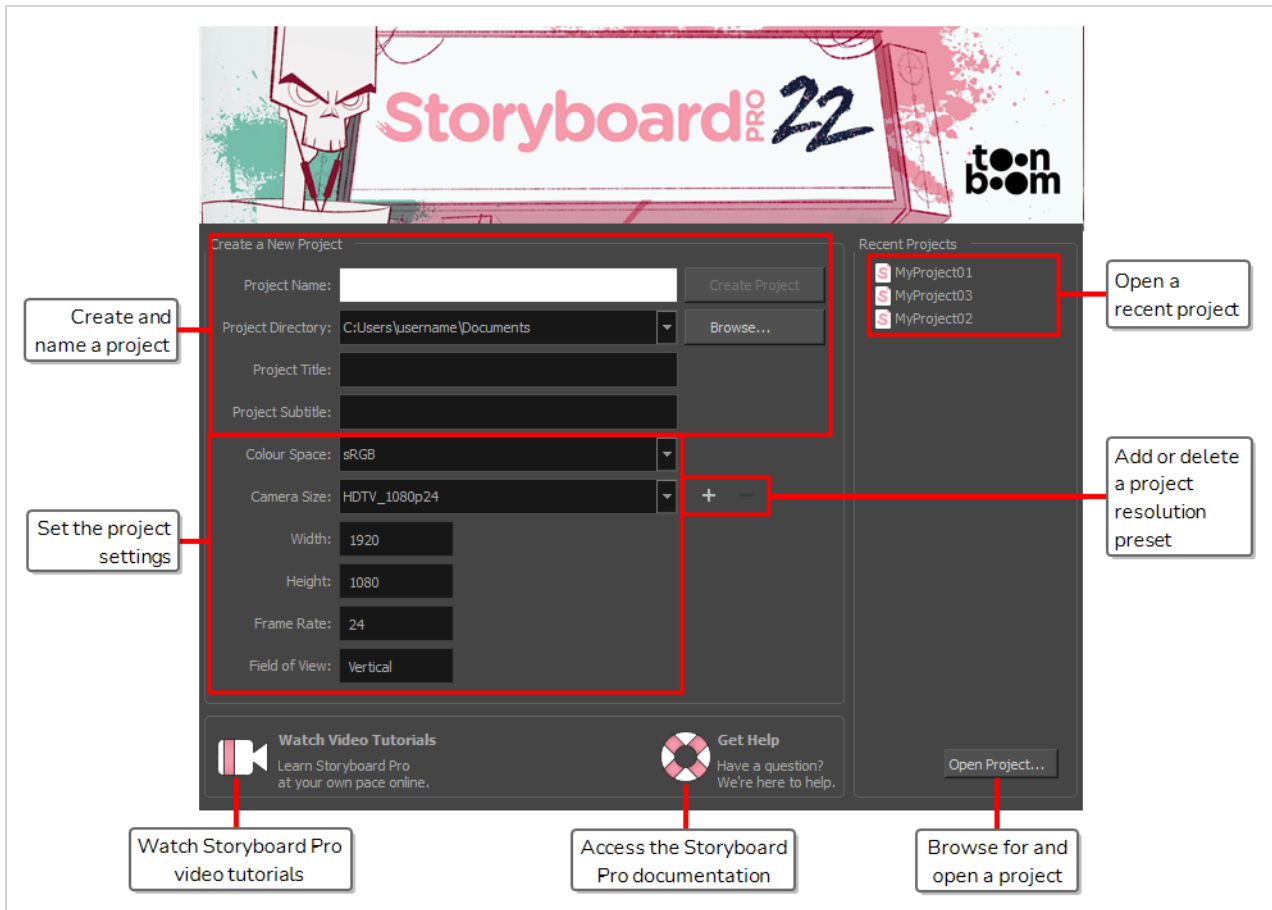 Storyboard PRO 22
toon
boom
Create a New Project
Project Name:
Create Project
Project Directory: C:Users\username\Documents
Browse...
Project Title:
Project Subtitle:
Colour Space: sRGB
Camera Size: HDTV_1080p24
+ −
Width: 1920
Height: 1080
Frame Rate: 24
Field of View: Vertical
Recent Projects
MyProject01
MyProject03
MyProject02
Watch Video Tutorials
Learn Storyboard Pro
at your own pace online.
Get Help
Have a question?
We're here to help.
Open Project...
Create and
name a project
Set the project
settings
Open a
recent project
Add or delete
a project
resolution
preset
Watch Storyboard Pro
video tutorials
Access the Storyboard
Pro documentation
Browse for and
open a project